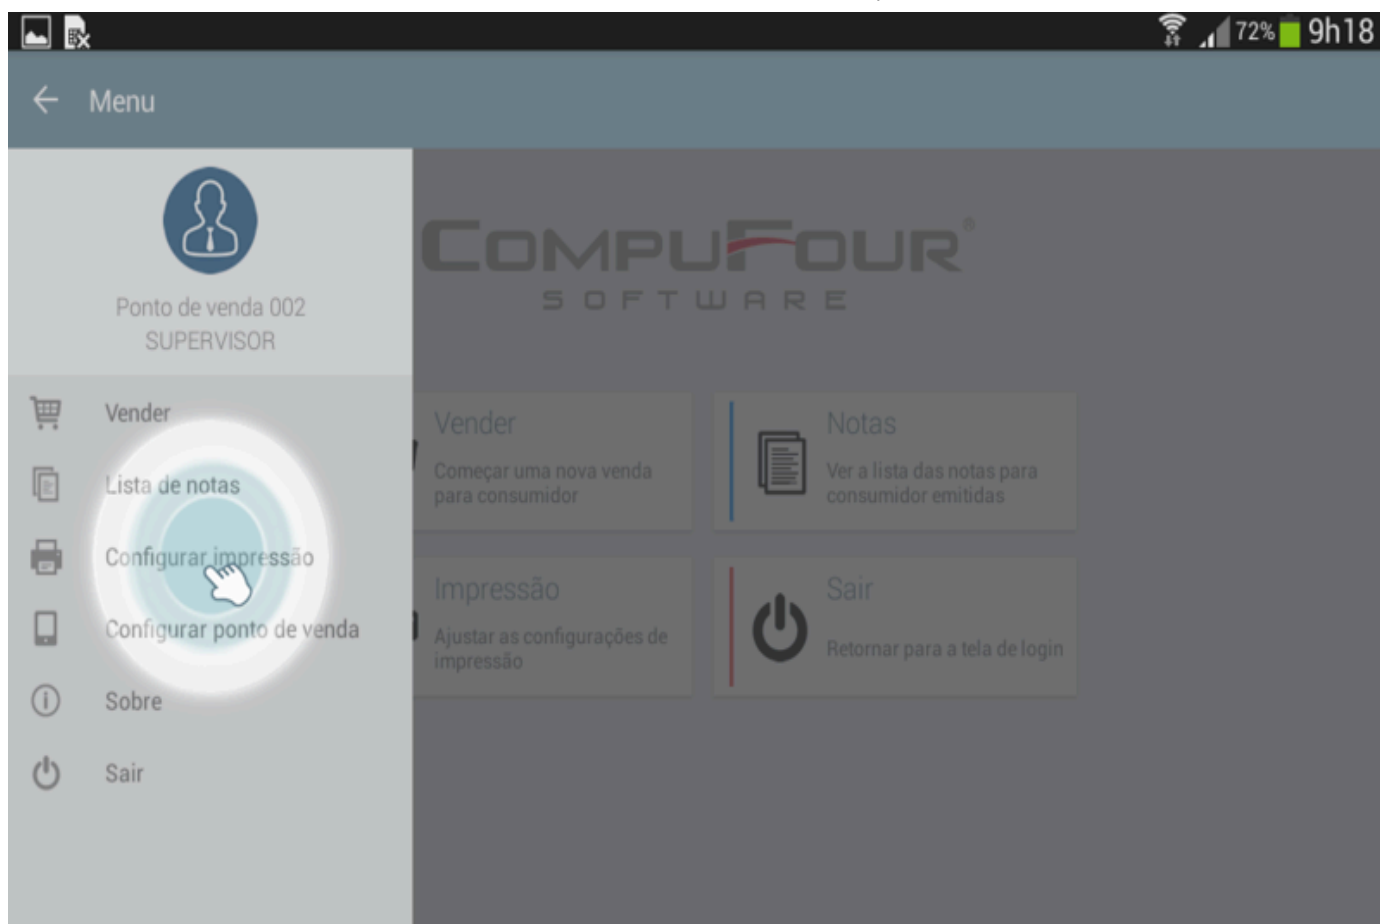 72% 9h18
Menu
COMPUFOUR®
SOFTWARE
Ponto de venda 002
SUPERVISOR
Vender
Lista de notas
Configurar impressão
Configurar ponto de venda
Sobre
Sair
Vender
Começar uma nova venda
para consumidor
Notas
Ver a lista das notas para
consumidor emitidas
Impressão
Ajustar as configurações de
impressão
Sair
Retornar para a tela de login